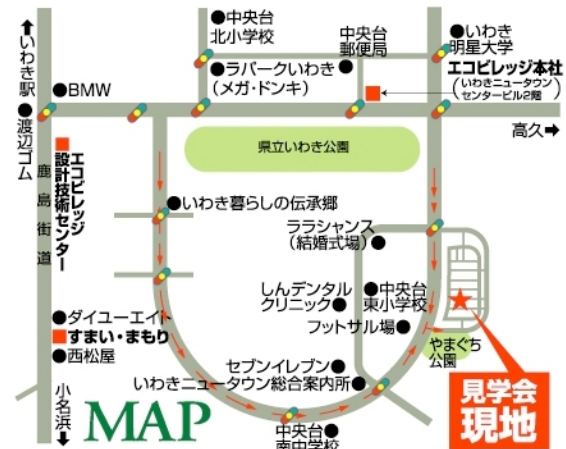 ↑いわき駅
●BMW
●渡辺ゴム
鹿島街道
■エコビレッジ
設計技術センター
●中央台
北小学校
●ラパークいわき
（メガ・ドンキ）
中央台
郵便局●
●いわき
明星大学
エコビレッジ本社
（いわきニュータウン
センタービル2階）
高久→
県立いわき公園
●いわき暮らしの伝承郷
ララシャンス
（結婚式場）●
しんデンタル
クリニック●
●中央台
東小学校
フットサル場●
やまぐち
公園
●ダイユーエイト
■すまい・まもり
●西松屋
小名浜↓
セブンイレブン●
いわきニュータウン総合案内所●
中央台●
南中学校
見学会
現地
MAP